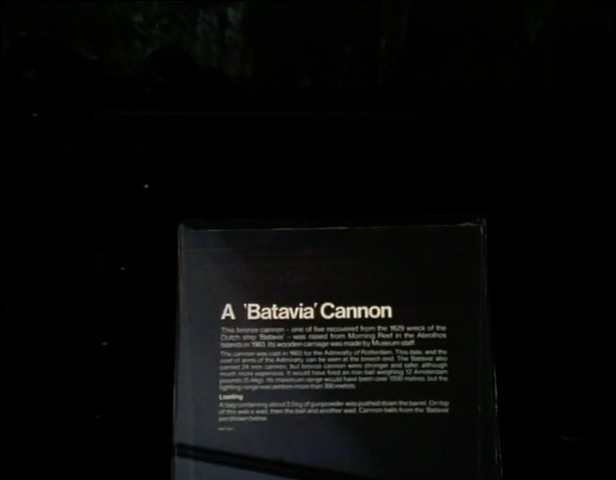 A 'Batavia' Cannon
This bronze cannon - one of five recovered from the 1629 wreck of the
Dutch ship 'Batavia' - was raised from Morning Reef in the Abrolhos
Islands in 1963. Its wooden carriage was made by Museum staff.
The cannon was cast in 1603 for the Admiralty of Rotterdam. This date, and the
coat of arms of the Admiralty can be seen at the breech end. The 'Batavia' also
carried 24 iron cannon, but bronze cannon were stronger and safer although
much more expensive. It would have fired an iron ball weighing 12 Amsterdam
pounds (5.4kg). Its maximum range would have been over 1000 metres, but the
fighting range was seldom more than 300 metres.
Loading
A bag containing about 3.5kg of gunpowder was pushed down the barrel. On top
of this was a wad, then the ball and another wad. Cannon balls from the 'Batavia'
are shown below.